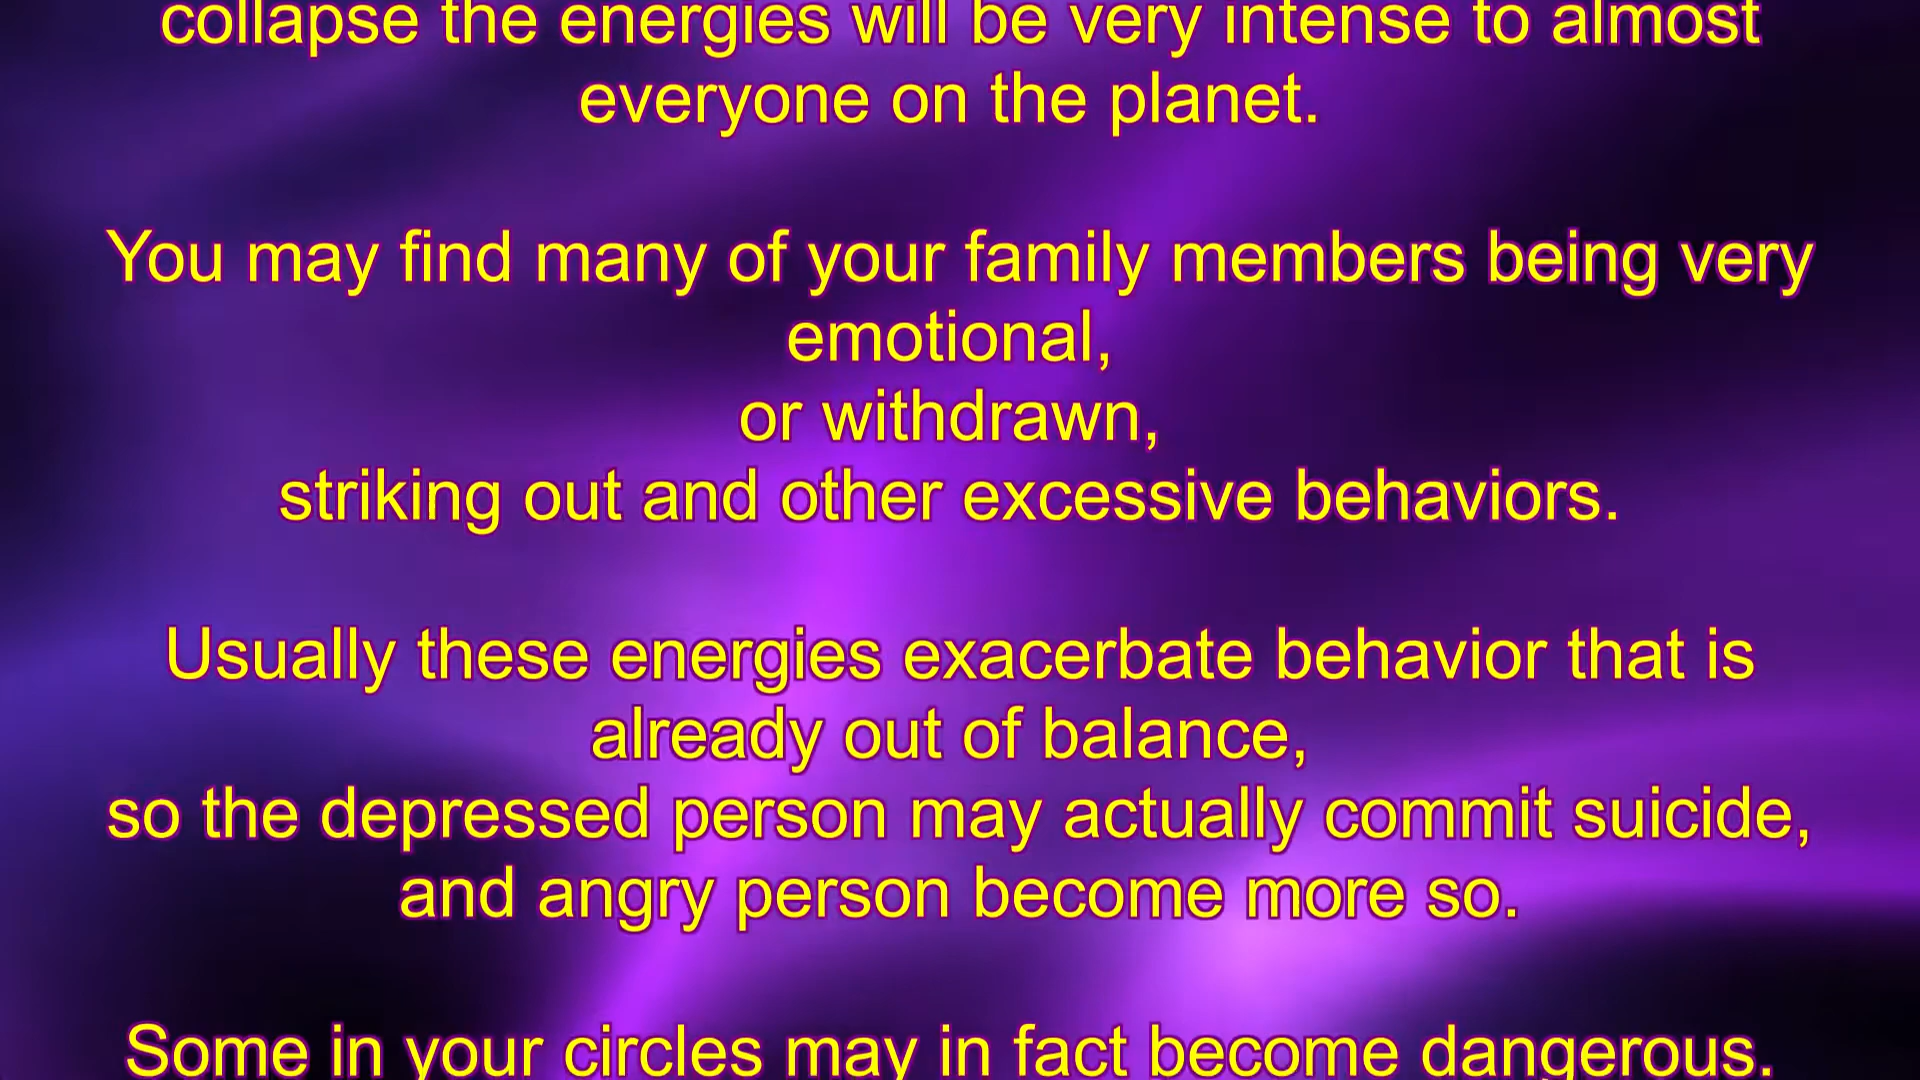 collapse the energies will be very intense to almost
everyone on the planet.
You may find many of your family members being very
emotional,
or withdrawn,
striking out and other excessive behaviors.
Usually these energies exacerbate behavior that is
already out of balance,
so the depressed person may actually commit suicide,
and angry person become more so.
Some in your circles may in fact become dangerous.